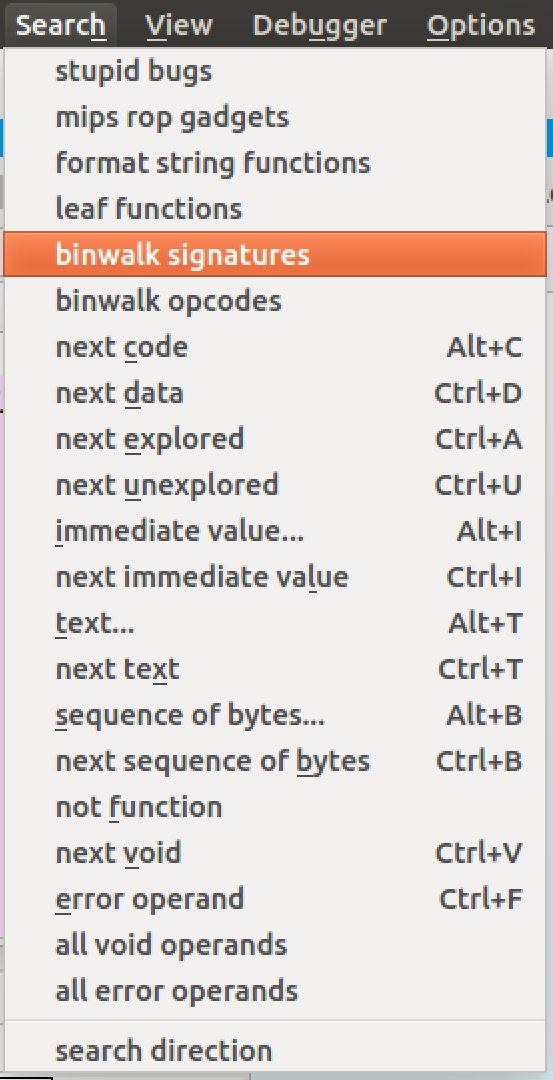 Search View Debugger Options
stupid bugs
mips rop gadgets
format string functions
leaf functions
binwalk signatures
binwalk opcodes
next code Alt+C
next data Ctrl+D
next explored Ctrl+A
next unexplored Ctrl+U
immediate value... Alt+I
next immediate value Ctrl+I
text... Alt+T
next text Ctrl+T
sequence of bytes... Alt+B
next sequence of bytes Ctrl+B
not function
next void Ctrl+V
error operand Ctrl+F
all void operands
all error operands
search direction